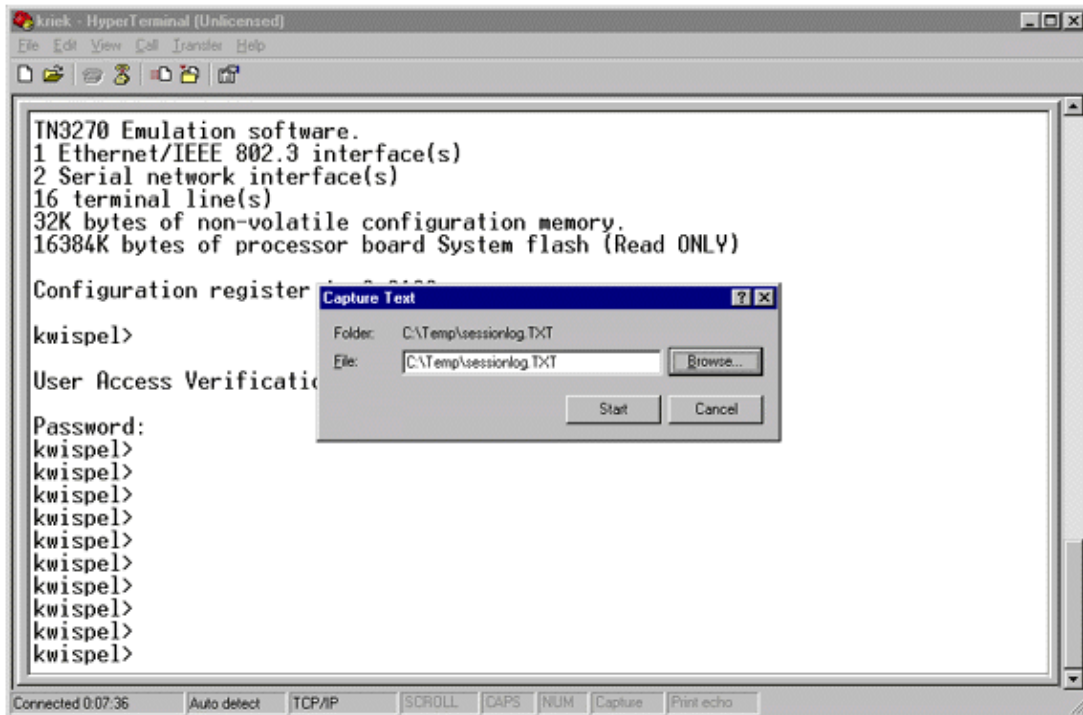 kriek - HyperTerminal (Unlicensed)
File Edit View Call Transfer Help
TN3270 Emulation software.
1 Ethernet/IEEE 802.3 interface(s)
2 Serial network interface(s)
16 terminal line(s)
32K bytes of non-volatile configuration memory.
16384K bytes of processor board System flash (Read ONLY)
Configuration register
kwispel>
User Access Verificatio
Password:
kwispel>
kwispel>
kwispel>
kwispel>
kwispel>
kwispel>
kwispel>
kwispel>
kwispel>
kwispel>
Capture Text
Folder: C:\Temp\sessionlog.TXT
File: C:\Temp\sessionlog.TXT Browse...
Start Cancel
Connected 0:07:36 Auto detect TCP/IP SCROLL CAPS NUM Capture Print echo